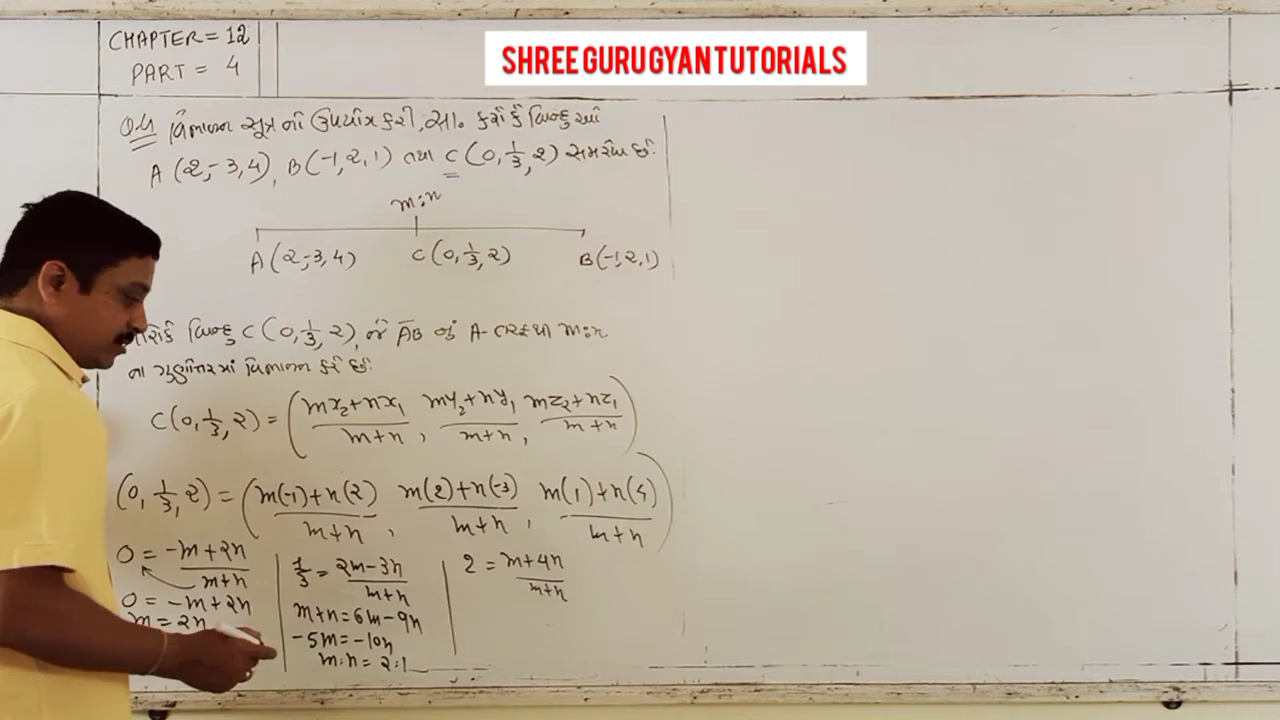 CHAPTER = 12
PART = 4
SHREE GURU GYAN TUTORIALS
Q.4 વિભાજન સૂત્રનો ઉપયોગ કરી, સા. કરો કે બિન્દુઓ
A (2,-3,4), B(-1,2,1) તથા C (0,1/3,2) સમરેખ છે.
m:n
A (2,-3,4) C(0,1/3,2) B(-1,2,1)
બિન્દુ C(0,1/3,2), જે AB નું A-તરફથી m:n
ના ગુણોત્તરમાં વિભાજન કરે છે.
C(0,1/3,2) = (mx₂+nx₁/m+n, my₂+ny₁/m+n, mz₂+nz₁/m+n)
(0,1/3,2) = (m(-1)+n(2)/m+n, m(2)+n(-3)/m+n, m(1)+n(4)/m+n)
0 = -m+2n/m+n
0 = -m+2n
m = 2n
1/3 = 2m-3n/m+n
m+n = 6m-9n
-5m = -10n
m:n = 2:1
2 = m+4n/m+n